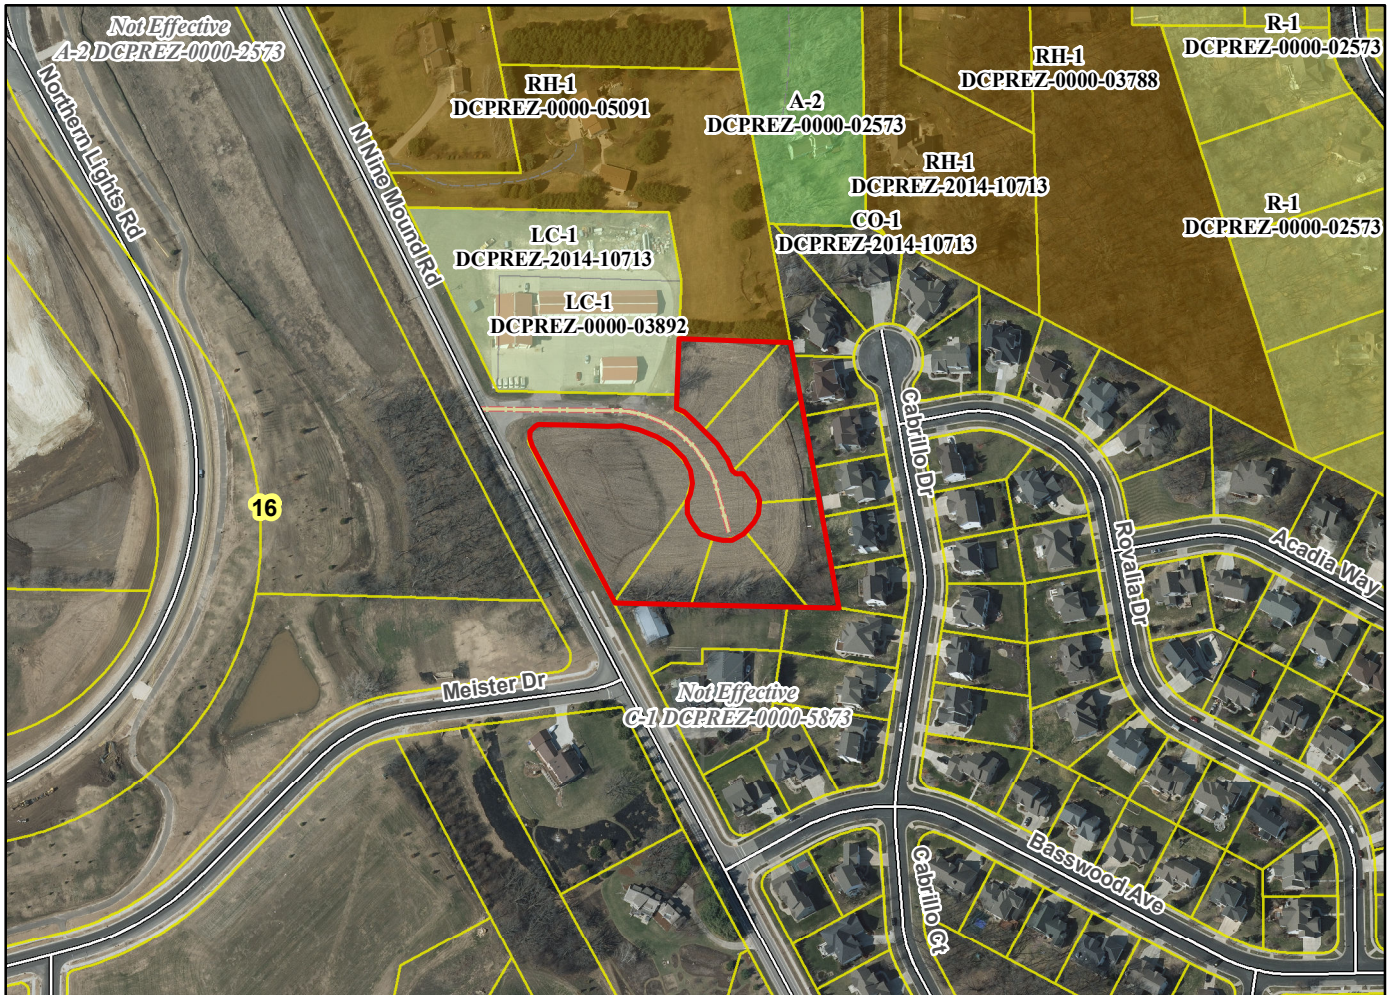 Not Effective
A-2 DCPREZ-0000-2573
Northern Lights Rd
N Nine Mound Rd
RH-1
DCPREZ-0000-05091
A-2
DCPREZ-0000-02573
RH-1
DCPREZ-0000-03788
R-1
DCPREZ-0000-02573
RH-1
DCPREZ-2014-10713
CO-1
DCPREZ-2014-10713
R-1
DCPREZ-0000-02573
LC-1
DCPREZ-2014-10713
LC-1
DCPREZ-0000-03892
Cabrillo Dr
Rovalia Dr
Acadia Way
16
Meister Dr
Not Effective
C-1 DCPREZ-0000-5873
Basswood Ave
Cabrillo Ct